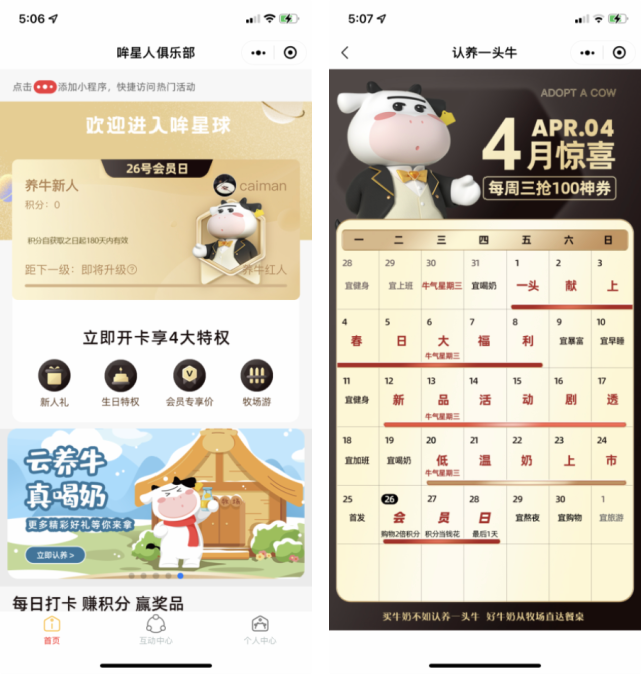 5:06
哞星人俱乐部
点击 添加小程序，快捷访问热门活动
欢迎进入哞星球
26号会员日
养牛新人
caiman
积分：0
积分自获取之日起180天内有效
距下一级：即将升级
养牛红人
立即开卡享4大特权
新人礼 生日特权 会员专享价 牧场游
云养牛
真喝奶
更多精彩好礼等你来拿
立即认养 >
每日打卡 赚积分 赢奖品
首页 互动中心 个人中心
5:07
认养一头牛
ADOPT A COW
APR.04
4月惊喜
每周三抢100神券
一 二 三 四 五 六 日
28 29 30 31 1 2 3
宜健身 宜上班 牛气星期三 宜喝奶 一头 献 上
4 5 6 7 8 9 10
春 日 大 福 利 宜暴富 宜早睡
牛气星期三
11 12 13 14 15 16 17
宜健身 新 品 活 动 剧 透
牛气星期三
18 19 20 21 22 23 24
宜加班 宜喝奶 低 温 奶 上 市
牛气星期三
25 26 27 28 29 30 1
首发 会 员 日 宜熬夜 宜购物 宜旅游
购物2倍积分 积分当钱花 最后1天
买牛奶不如认养一头牛 好牛奶从牧场直达餐桌